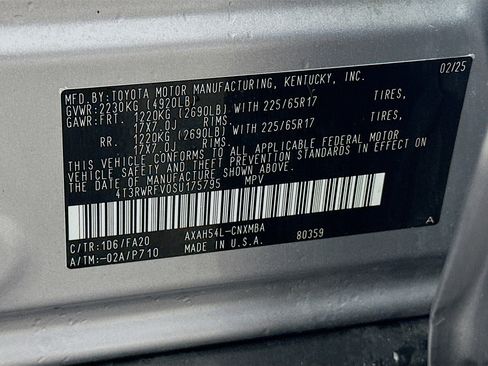 MFD.BY:TOYOTA MOTOR MANUFACTURING, KENTUCKY, INC. 02/25
GVWR:2230KG (4920LB)
GAWR:FRT. 1220KG (2690LB) WITH 225/65R17 TIRES,
17X7.0J RIMS,
RR. 1220KG (2690LB) WITH 225/65R17 TIRES,
17X7.0J RIMS,
THIS VEHICLE CONFORMS TO ALL APPLICABLE FEDERAL MOTOR
VEHICLE SAFETY AND THEFT PREVENTION STANDARDS IN EFFECT ON
THE DATE OF MANUFACTURE SHOWN ABOVE.
4T3RWRFV0SU175795 MPV
C/TR:1D6/FA20 AXAH54L-CNXMBA A
A/TM:-02A/P710 MADE IN U.S.A. 80359